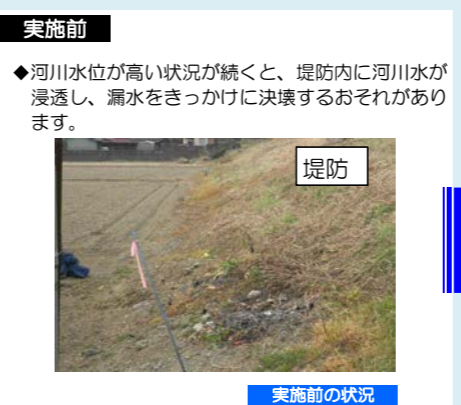 実施前
◆河川水位が高い状況が続くと、堤防内に河川水が
浸透し、漏水をきっかけに決壊するおそれがあり
ます。
堤防
実施前の状況